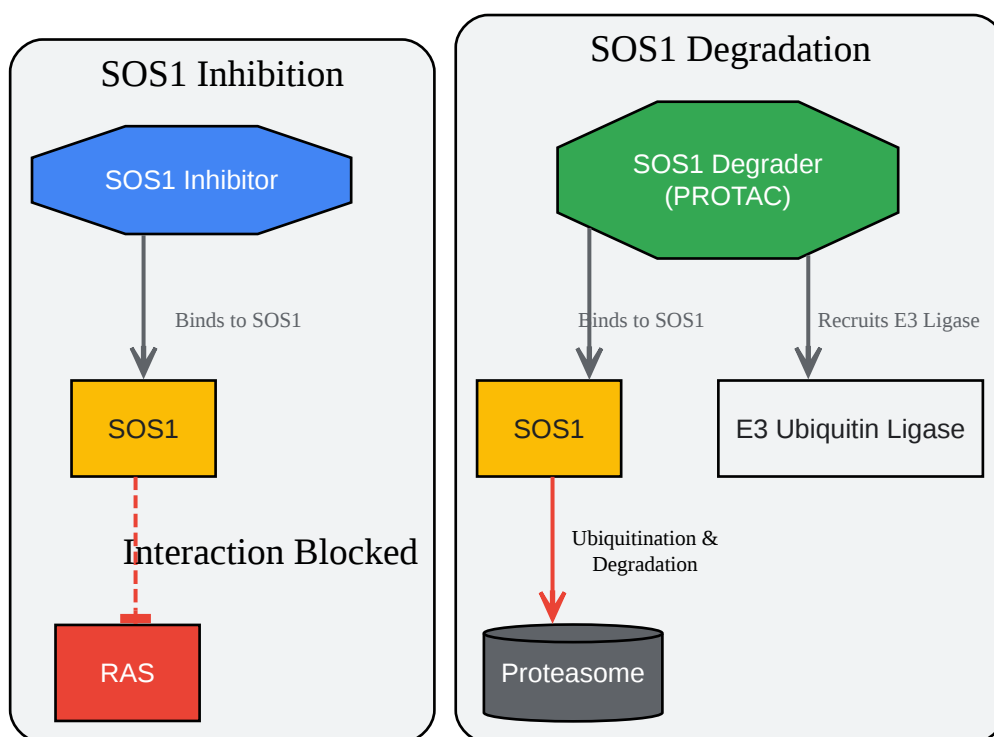 SOS1 Inhibition
SOS1 Inhibitor
Binds to SOS1
SOS1
Interaction Blocked
RAS
SOS1 Degradation
SOS1 Degrader
(PROTAC)
Binds to SOS1
Recruits E3 Ligase
SOS1
E3 Ubiquitin Ligase
Ubiquitination &
Degradation
Proteasome